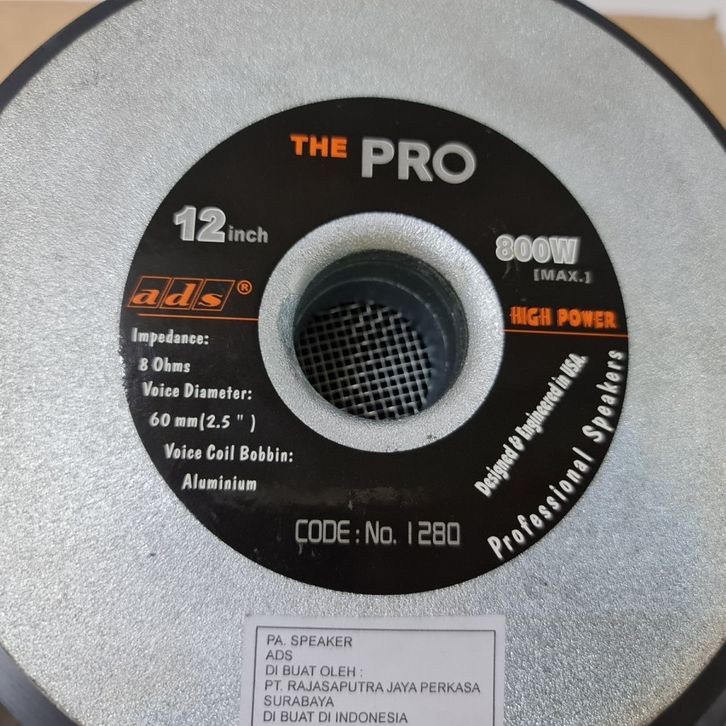 THE PRO
12 inch
800W
[MAX.]
ads®
HIGH POWER
Impedance:
8 Ohms
Voice Diameter:
60 mm(2.5 ")
Voice Coil Bobbin:
Aluminium
Designed & Engineered in USA.
Professional Speakers
CODE : No. 1280
PA. SPEAKER
ADS
DI BUAT OLEH :
PT. RAJASAPUTRA JAYA PERKASA
SURABAYA
DI BUAT DI INDONESIA